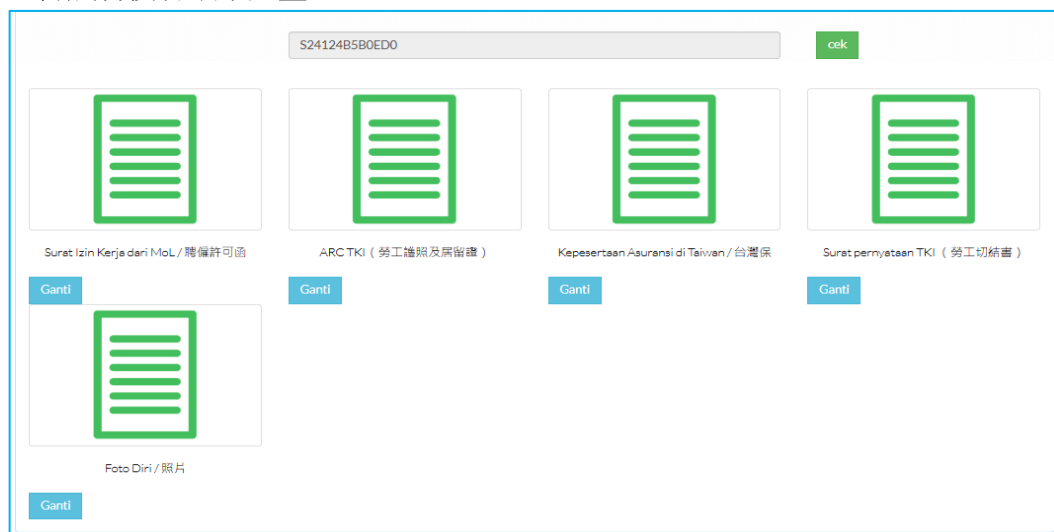 S24124B5B0ED0
cek
Surat Izin Kerja dari MoL / 聘僱許可函
ARC TKI ( 勞工護照及居留證 )
Kepesertaan Asuransi di Taiwan / 台灣保
Surat pernyataan TKI ( 勞工切結書 )
Ganti
Ganti
Ganti
Ganti
Foto Diri / 照片
Ganti